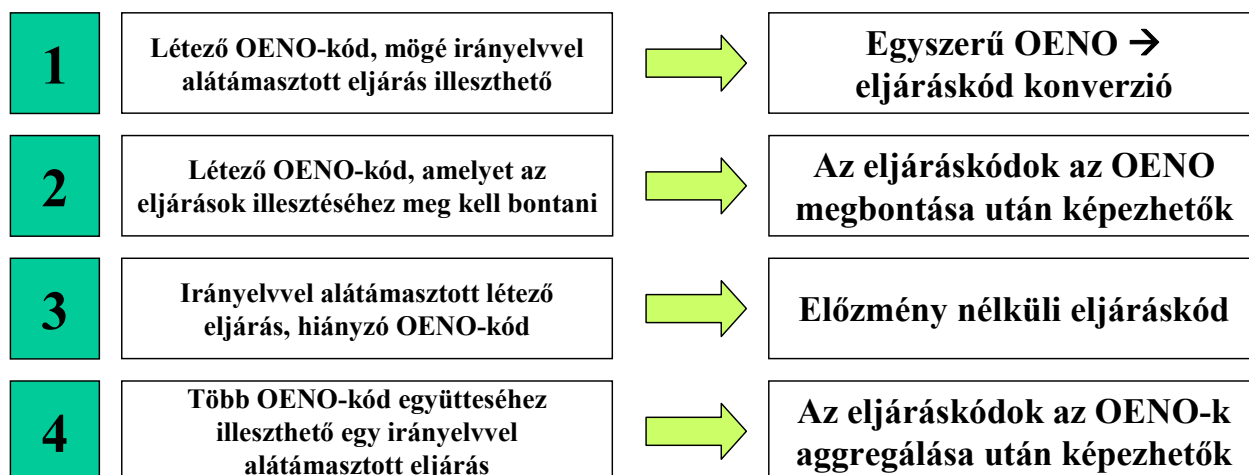 1
Létező OENO-kód, mögé irányelvvel
alátámasztott eljárás illeszthető
Egyszerű OENO →
eljáráskód konverzió
2
Létező OENO-kód, amelyet az
eljárások illesztéséhez meg kell bontani
Az eljáráskódok az OENO
megbontása után képezhetők
3
Irányelvvel alátámasztott létező
eljárás, hiányzó OENO-kód
Előzmény nélküli eljáráskód
4
Több OENO-kód együtteséhez
illeszthető egy irányelvvel
alátámasztott eljárás
Az eljáráskódok az OENO-k
aggregálása után képezhetők